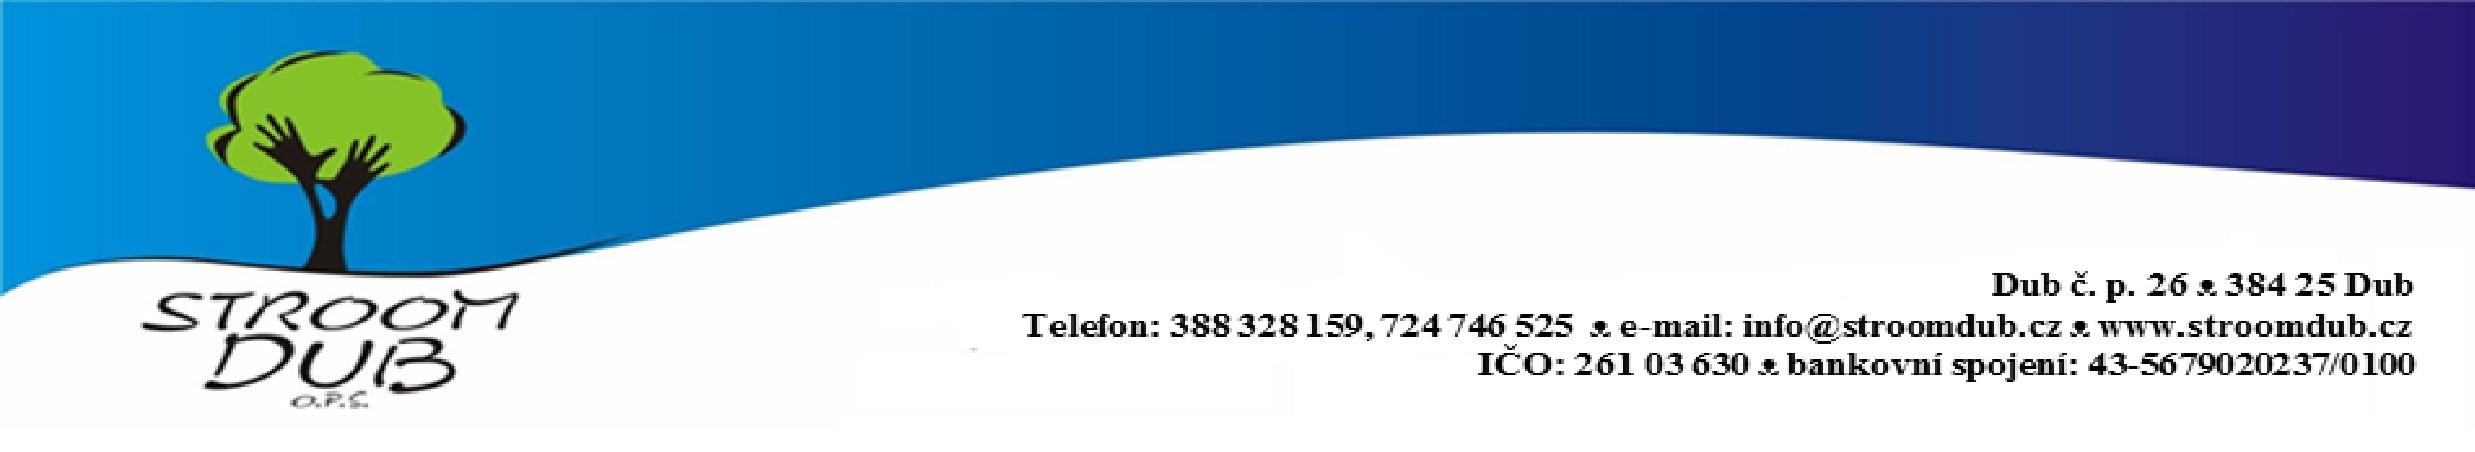 STROOM
DUB
O.P.S.
Dub č. p. 26 ᴥ 384 25 Dub
Telefon: 388 328 159, 724 746 525 ᴥ e-mail: info@stroomdub.cz ᴥ www.stroomdub.cz
IČO: 261 03 630 ᴥ bankovní spojení: 43-5679020237/0100